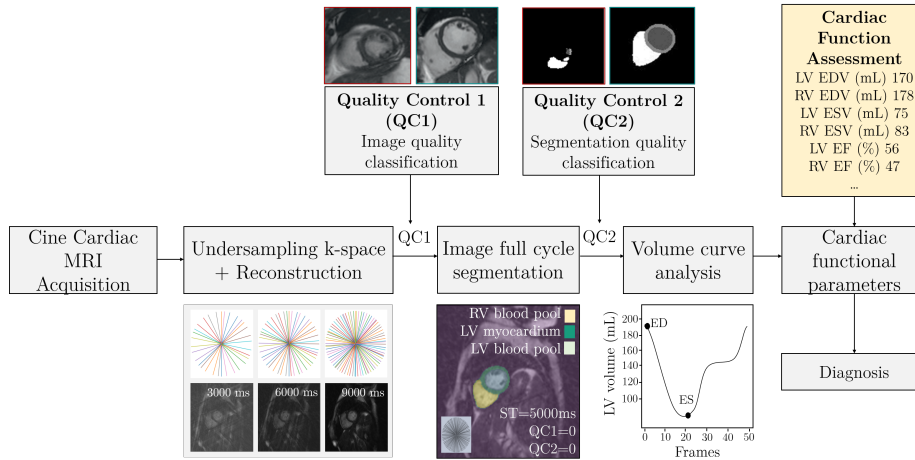 Quality Control 1
(QC1)
Image quality
classification
Quality Control 2
(QC2)
Segmentation quality
classification
Cardiac
Function
Assessment
LV EDV (mL) 170
RV EDV (mL) 178
LV ESV (mL) 75
RV ESV (mL) 83
LV EF (%) 56
RV EF (%) 47
...
Cine Cardiac
MRI
Acquisition
Undersampling k-space
+ Reconstruction
QC1
Image full cycle
segmentation
QC2
Volume curve
analysis
Cardiac
functional
parameters
3000 ms
6000 ms
9000 ms
RV blood pool
LV myocardium
LV blood pool
ST=5000ms
QC1=0
QC2=0
LV volume (mL)
200
180
160
140
120
100
ED
ES
0 10 20 30 40 50
Frames
Diagnosis